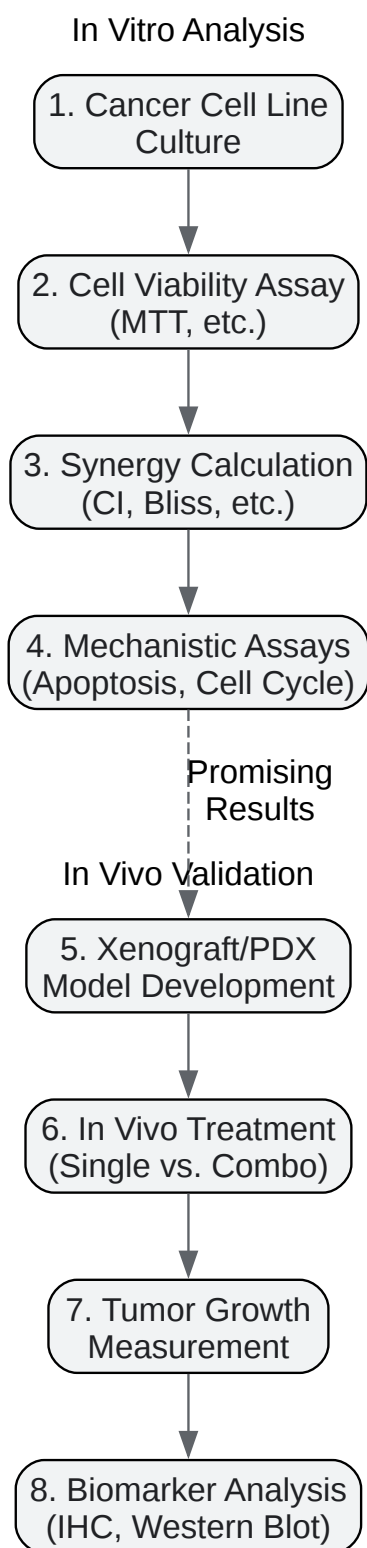 In Vitro Analysis
1. Cancer Cell Line
Culture
2. Cell Viability Assay
(MTT, etc.)
3. Synergy Calculation
(CI, Bliss, etc.)
4. Mechanistic Assays
(Apoptosis, Cell Cycle)
Promising
Results
In Vivo Validation
5. Xenograft/PDX
Model Development
6. In Vivo Treatment
(Single vs. Combo)
7. Tumor Growth
Measurement
8. Biomarker Analysis
(IHC, Western Blot)